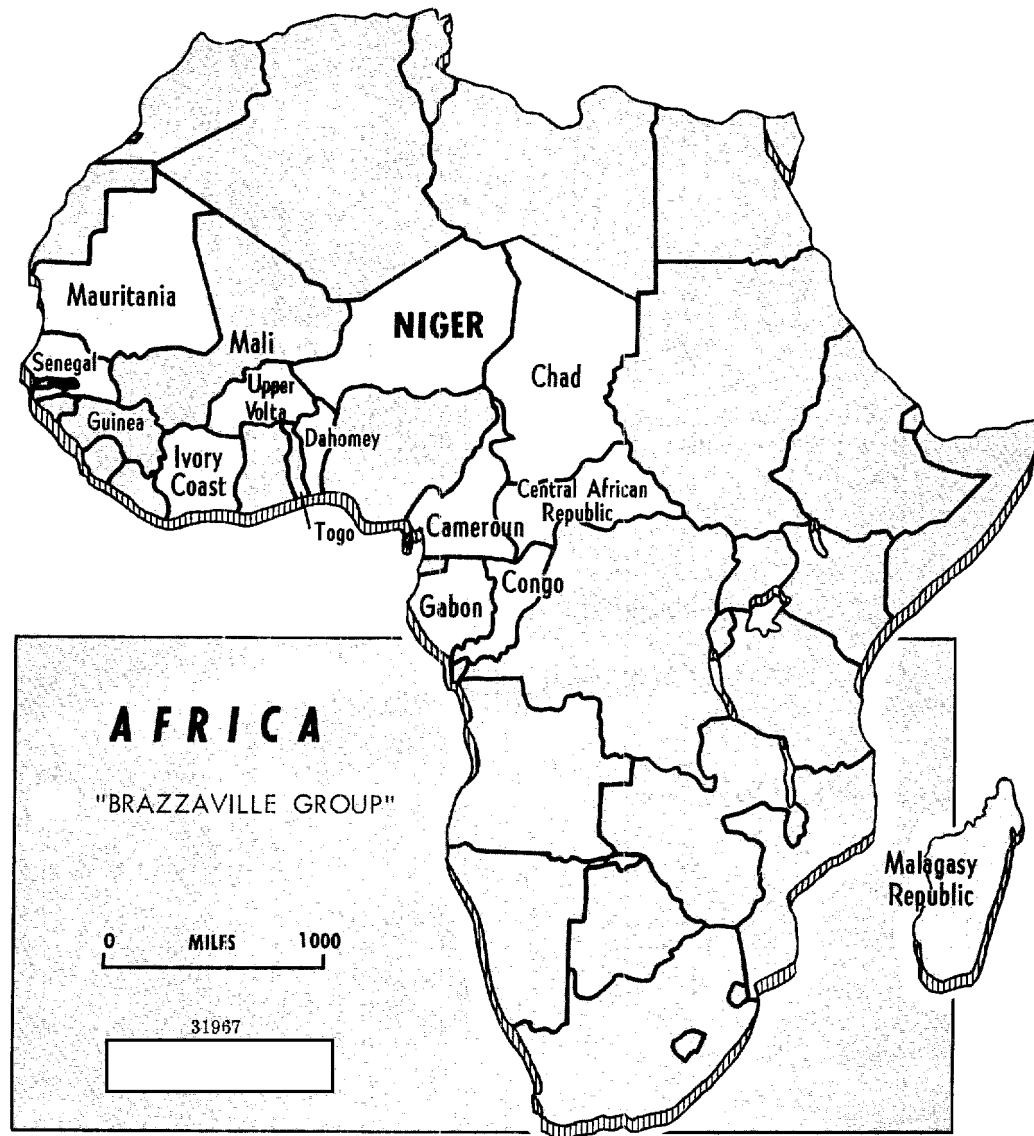 Mauritania
NIGER
Mali
Chad
Senegal
Upper
Volta
Guinea
Dahomey
Ivory
Coast
Central African
Republic
Togo
Cameroun
Congo
Gabon
AFRICA
"BRAZZAVILLE GROUP"
Malagasy
Republic
0 MILES 1000
31967